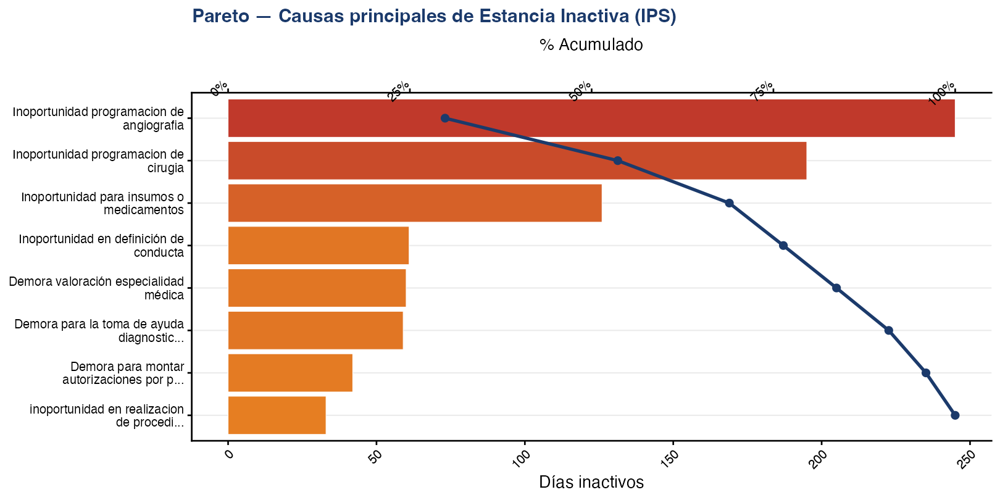 Pareto — Causas principales de Estancia Inactiva (IPS)
% Acumulado
0% 25% 50% 75% 100%
Inoportunidad programacion de
angiografia
Inoportunidad programacion de
cirugia
Inoportunidad para insumos o
medicamentos
Inoportunidad en definición de
conducta
Demora valoración especialidad
médica
Demora para la toma de ayuda
diagnostic...
Demora para montar
autorizaciones por p...
inoportunidad en realizacion
de procedi...
0 50 100 150 200 250
Días inactivos